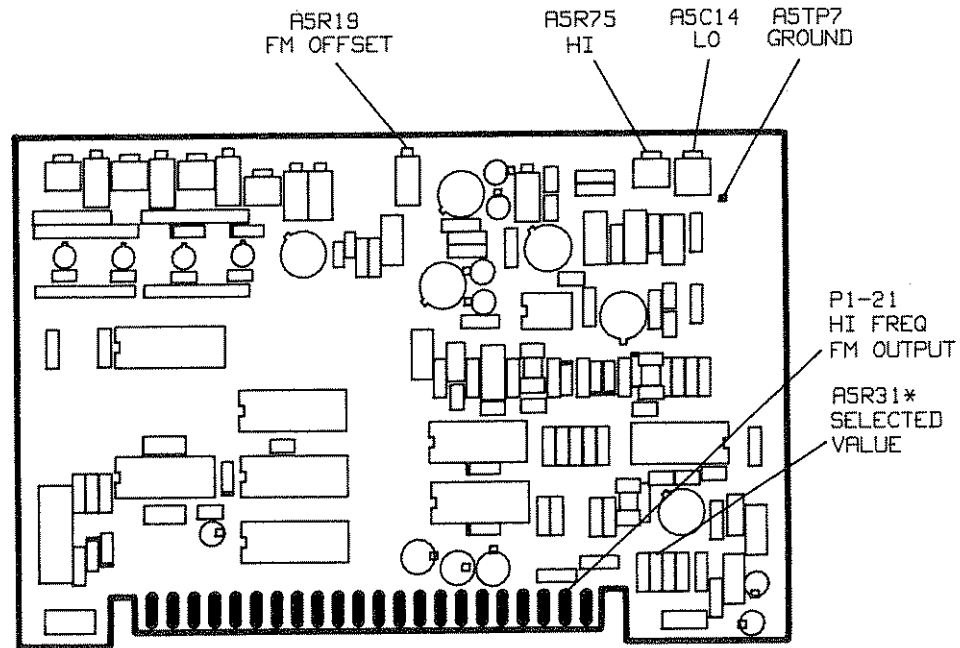 A5R19
FM OFFSET
A5R75
HI
A5C14
LO
A5TP7
GROUND
P1-21
HI FREQ
FM OUTPUT
A5R31*
SELECTED
VALUE